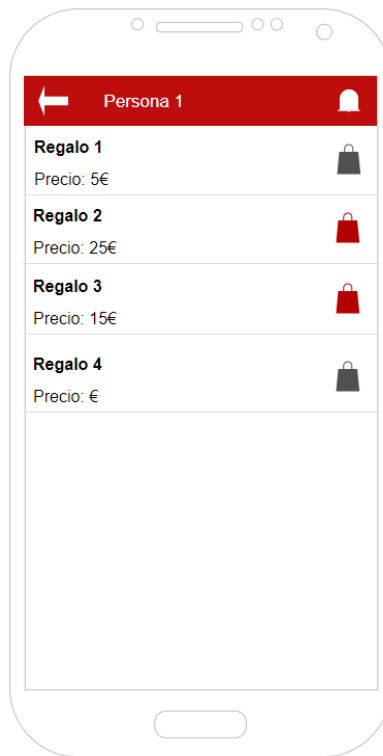 Persona 1
Regalo 1
Precio: 5€
Regalo 2
Precio: 25€
Regalo 3
Precio: 15€
Regalo 4
Precio: €